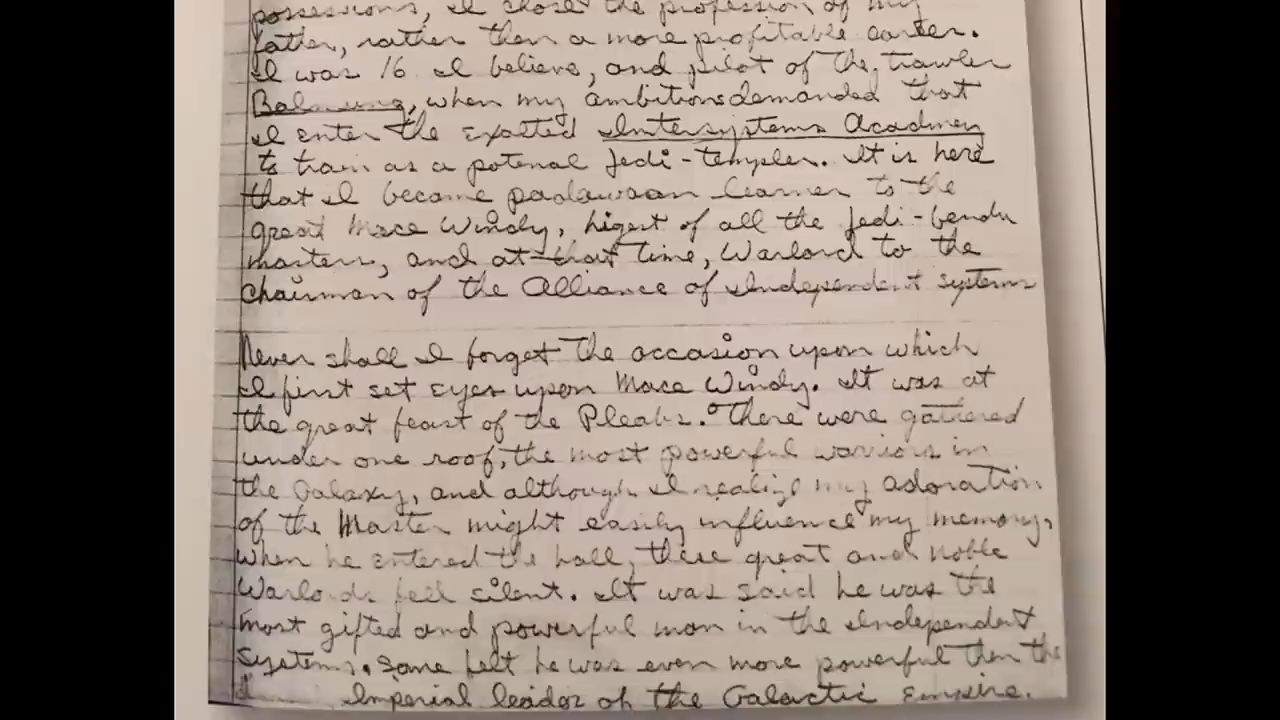 possessions, I chose the profession of my
father, rather then a more profitable career.
I was 16 I believe, and pilot of the trawler
Balmung, when my ambitions demanded that
I enter the exaited Intersystems Acadmey
to train as a potenal Jedi-templer. It is here
that I became padawaan learner to the
great Mace Windy, higest of all the Jedi-bendu
masters, and at that time, Warlord to the
Chairman of the Alliance of Independent systems
Never shall I forget the occasion upon which
I first set eyes upon Mace Windy. It was at
the great feast of the Pleabs. There were gathered
under one roof, the most powerful warriors in
the Galaxy, and although I realize my adoration
of the Master might easily influence my memory,
when he entered the hall, these great and noble
Warlords fell silent. It was said he was the
most gifted and powerful man in the Independent
Systems. Some felt he was even more powerful then the
Imperial leader of the Galactic Empire.